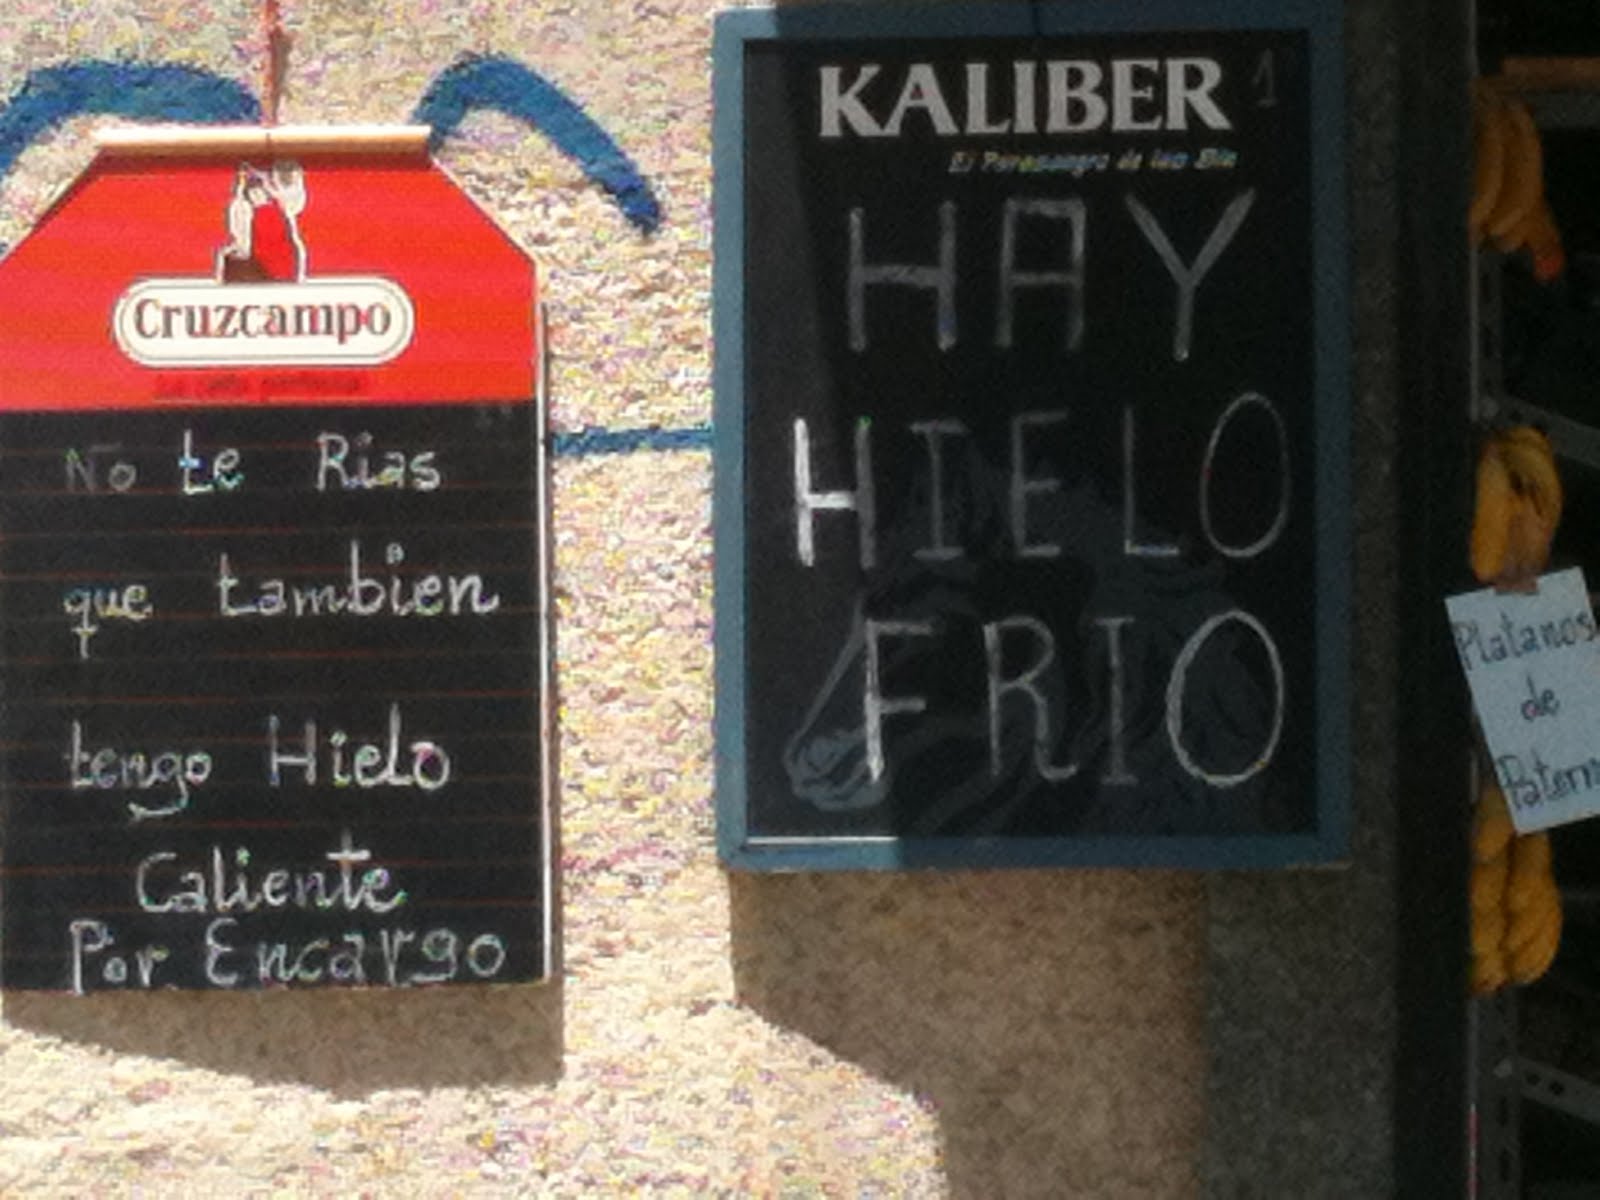 Cruzcampo
No te Rias
que tambien
tengo Hielo
Caliente
Por Encargo
KALIBER
HAY
HIELO
FRIO
Platanos
de